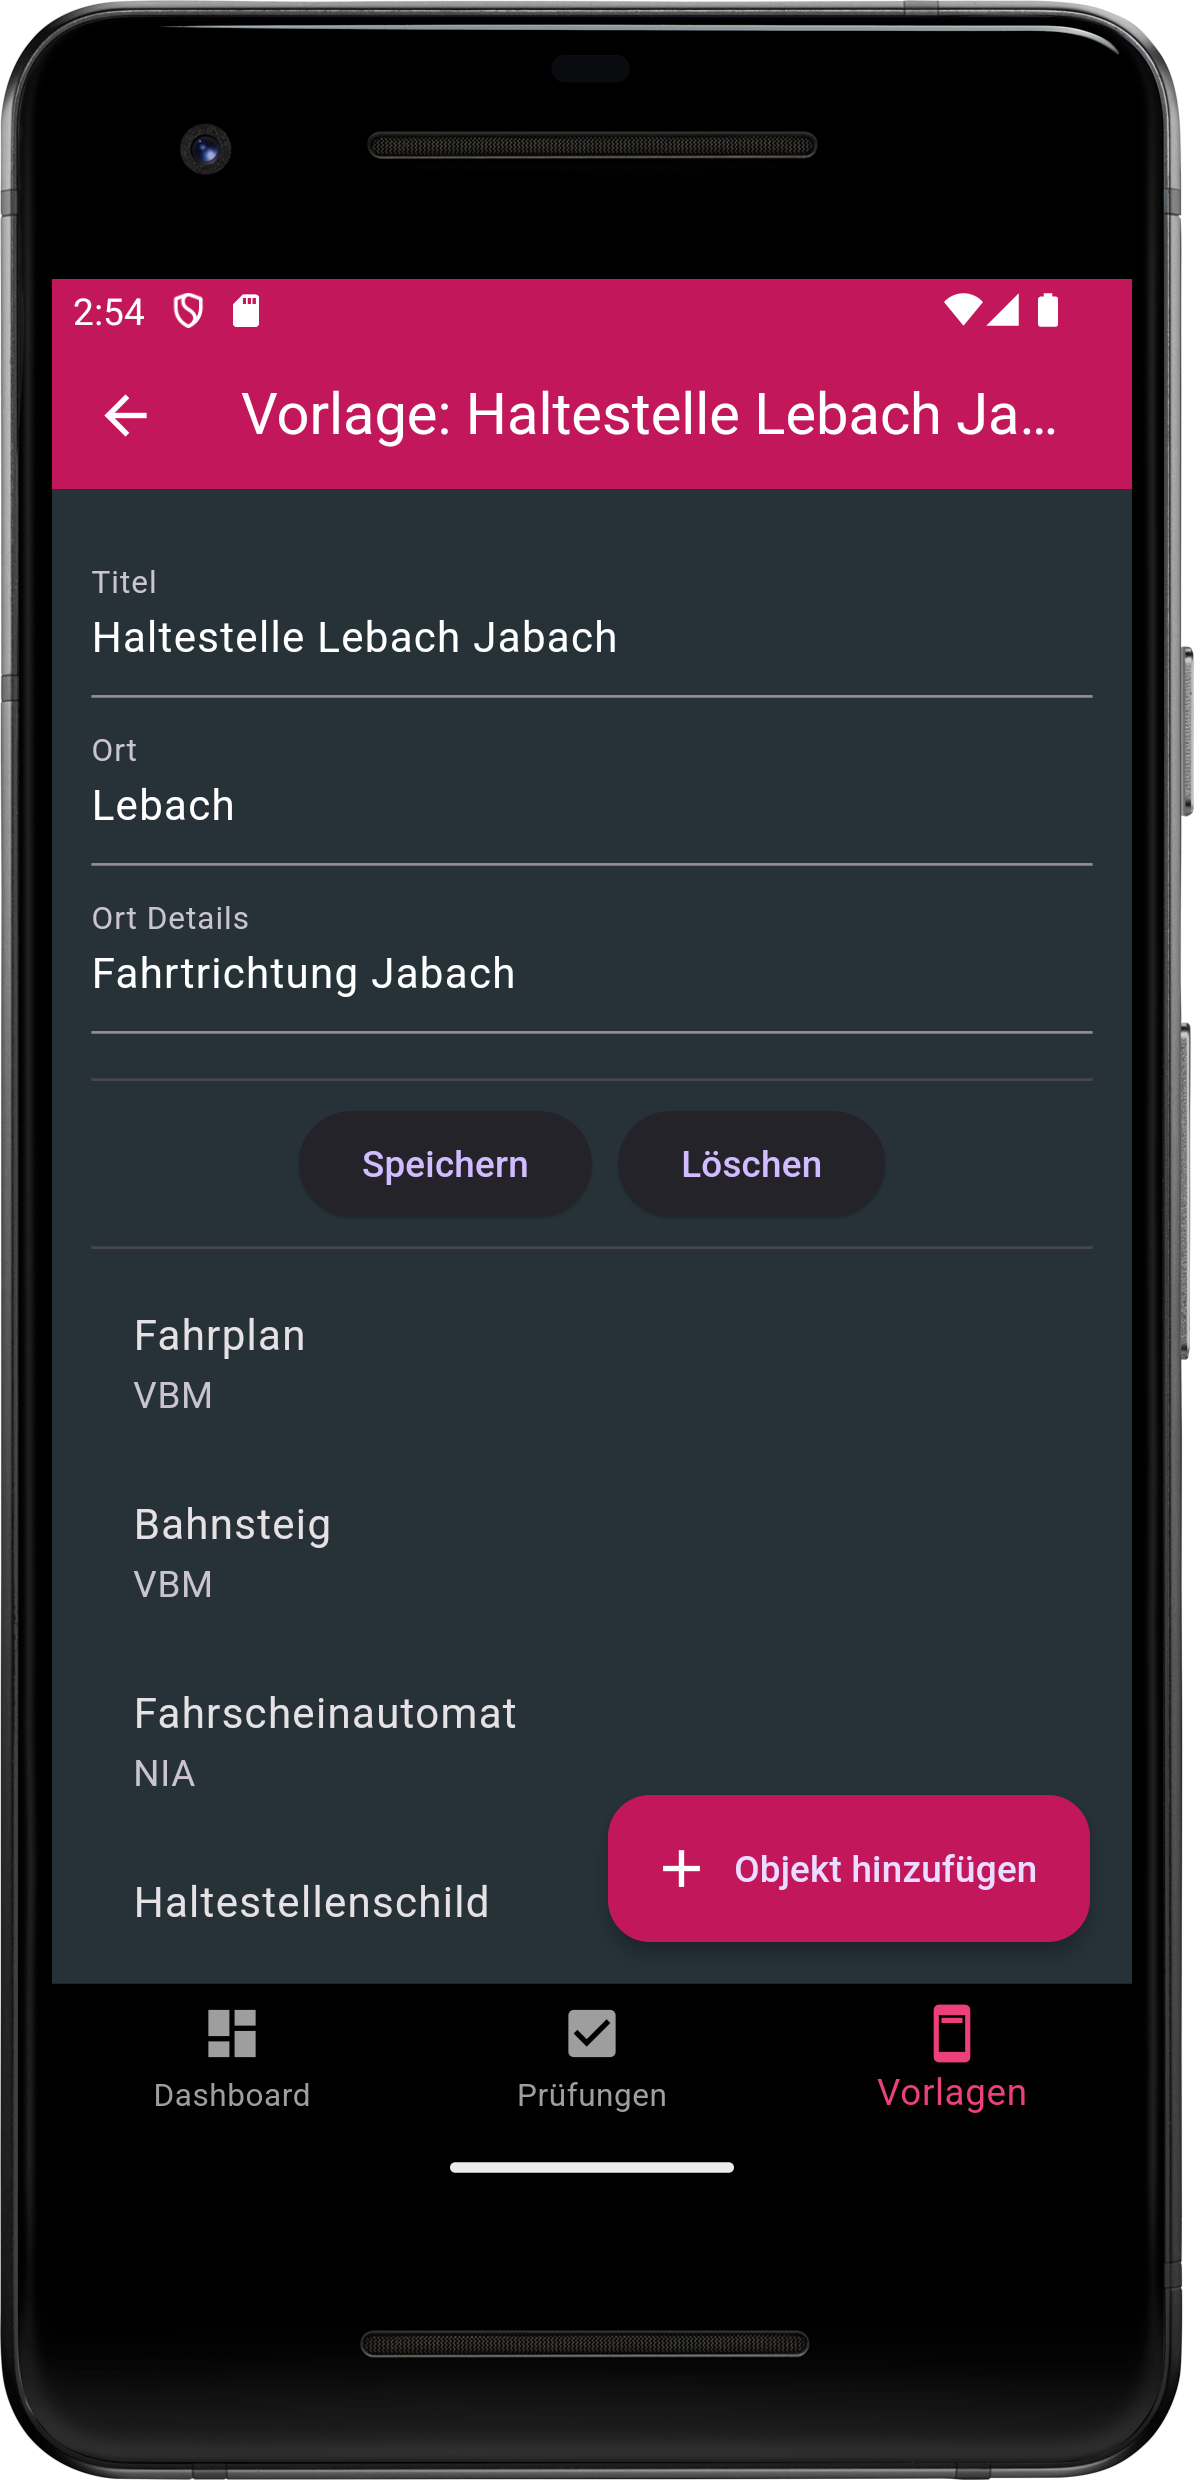 2:54
Vorlage: Haltestelle Lebach Ja...
Titel
Haltestelle Lebach Jabach
Ort
Lebach
Ort Details
Fahrtrichtung Jabach
Speichern
Löschen
Fahrplan
VBM
Bahnsteig
VBM
Fahrscheinautomat
NIA
Haltestellenschild
Objekt hinzufügen
Dashboard
Prüfungen
Vorlagen